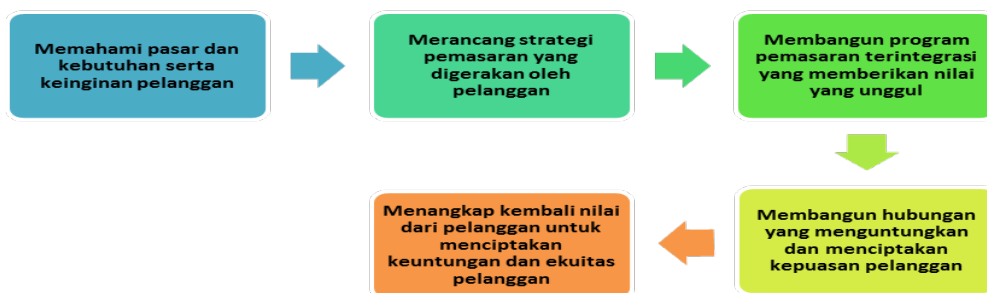 Memahami pasar dan
kebutuhan serta
keinginan pelanggan
Merancang strategi
pemasaran yang
digerakan oleh
pelanggan
Membangun program
pemasaran terintegrasi
yang memberikan nilai
yang unggul
Membangun hubungan
yang menguntungkan
dan menciptakan
kepuasan pelanggan
Menangkap kembali nilai
dari pelanggan untuk
menciptakan
keuntungan dan ekuitas
pelanggan